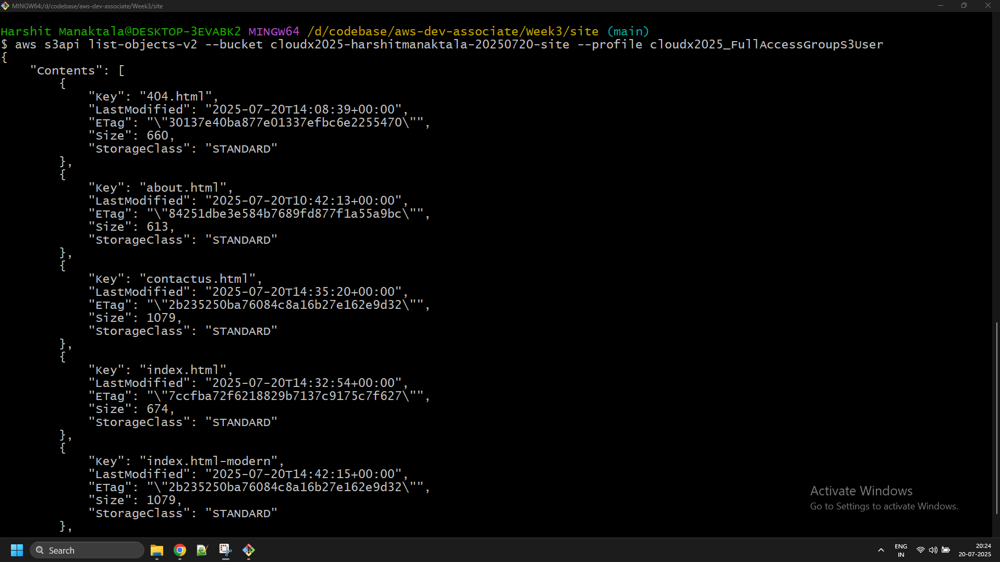 MINGW64:/d/codebase/aws-dev-associate/Week3/site
Harshit Manaktala@DESKTOP-3EVABK2 MINGW64 /d/codebase/aws-dev-associate/Week3/site (main)
$ aws s3api list-objects-v2 --bucket cloudx2025-harshitmanaktala-20250720-site --profile cloudx2025_FullAccessGroupS3User
{
    "Contents": [
        {
            "Key": "404.html",
            "LastModified": "2025-07-20T14:08:39+00:00",
            "ETag": "\"30137e40ba877e01337efbc6e2255470\"",
            "Size": 660,
            "StorageClass": "STANDARD"
        },
        {
            "Key": "about.html",
            "LastModified": "2025-07-20T10:42:13+00:00",
            "ETag": "\"84251dbe3e584b7689fd877f1a55a9bc\"",
            "Size": 613,
            "StorageClass": "STANDARD"
        },
        {
            "Key": "contactus.html",
            "LastModified": "2025-07-20T14:35:20+00:00",
            "ETag": "\"2b235250ba76084c8a16b27e162e9d32\"",
            "Size": 1079,
            "StorageClass": "STANDARD"
        },
        {
            "Key": "index.html",
            "LastModified": "2025-07-20T14:32:54+00:00",
            "ETag": "\"7ccfba72f6218829b7137c9175c7f627\"",
            "Size": 674,
            "StorageClass": "STANDARD"
        },
        {
            "Key": "index.html-modern",
            "LastModified": "2025-07-20T14:42:15+00:00",
            "ETag": "\"2b235250ba76084c8a16b27e162e9d32\"",
            "Size": 1079,
            "StorageClass": "STANDARD"
        },
Activate Windows
Go to Settings to activate Windows.
Search
ENG
IN
20:24
20-07-2025